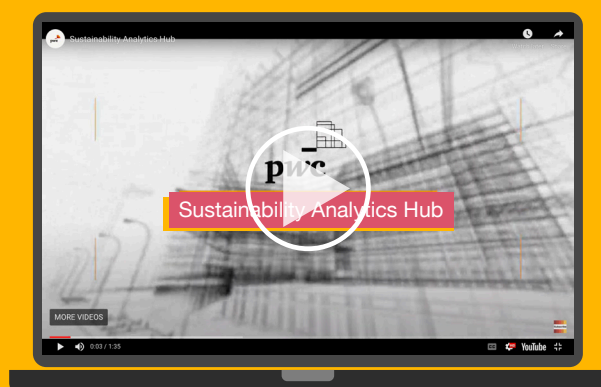 Sustainability Analytics Hub
pwc
Sustainability Analytics Hub
MORE VIDEOS
0:03 / 1:35
YouTube